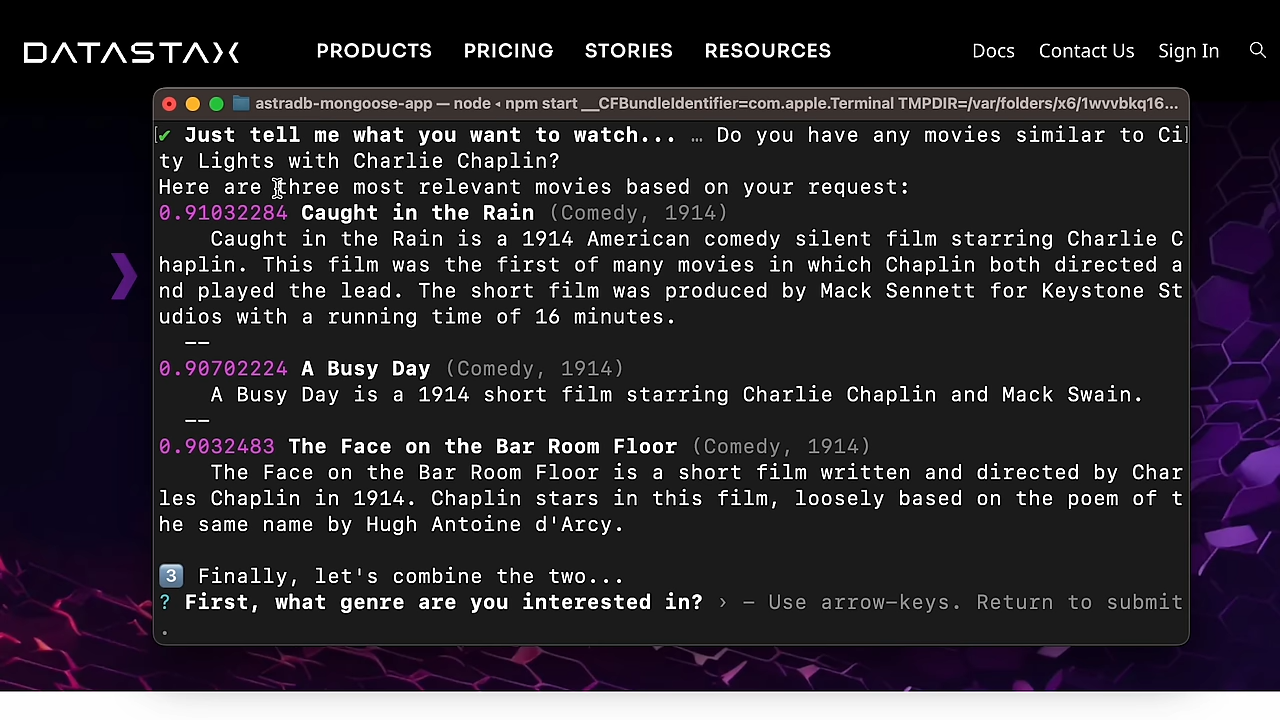 DATASTAX PRODUCTS PRICING STORIES RESOURCES Docs Contact Us Sign In
astradb-mongoose-app — node ◂ npm start __CFBundleIdentifier=com.apple.Terminal TMPDIR=/var/folders/x6/1wvvbkq16...
[✔ Just tell me what you want to watch... … Do you have any movies similar to Ci]
ty Lights with Charlie Chaplin?
Here are three most relevant movies based on your request:
0.91032284 Caught in the Rain (Comedy, 1914)
Caught in the Rain is a 1914 American comedy silent film starring Charlie C
haplin. This film was the first of many movies in which Chaplin both directed a
nd played the lead. The short film was produced by Mack Sennett for Keystone St
udios with a running time of 16 minutes.
——
0.90702224 A Busy Day (Comedy, 1914)
A Busy Day is a 1914 short film starring Charlie Chaplin and Mack Swain.
——
0.9032483 The Face on the Bar Room Floor (Comedy, 1914)
The Face on the Bar Room Floor is a short film written and directed by Char
les Chaplin in 1914. Chaplin stars in this film, loosely based on the poem of t
he same name by Hugh Antoine d'Arcy.
3 Finally, let's combine the two...
? First, what genre are you interested in? › — Use arrow—keys. Return to submit
.